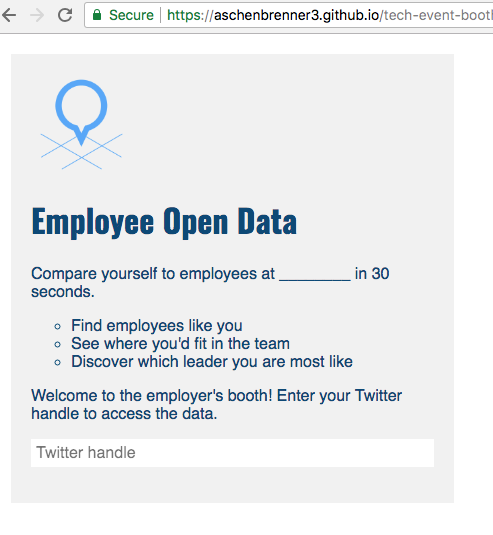 Secure | https://aschenbrenner3.github.io/tech-event-booth
Employee Open Data
Compare yourself to employees at ________ in 30
seconds.
Find employees like you
See where you'd fit in the team
Discover which leader you are most like
Welcome to the employer's booth! Enter your Twitter
handle to access the data.
Twitter handle